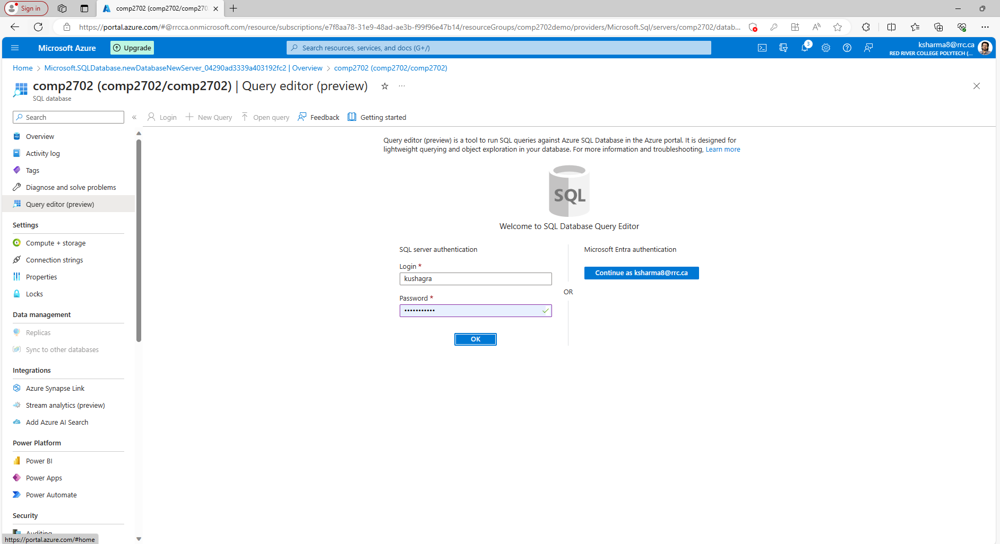 Sign in
comp2702 (comp2702/comp270
https://portal.azure.com/#@rrcca.onmicrosoft.com/resource/subscriptions/e7f8aa78-31e9-48ad-ae3b-f99f96e47b14/resourceGroups/comp2702demo/providers/Microsoft.Sql/servers/comp2702/datab...
Microsoft Azure
Upgrade
Search resources, services, and docs (G+/)
3
ksharma8@rrc.ca
RED RIVER COLLEGE POLYTECH (...
Home > Microsoft.SQLDatabase.newDatabaseNewServer_04290ad3339a403192fc2 | Overview > comp2702 (comp2702/comp2702)
comp2702 (comp2702/comp2702) | Query editor (preview)
SQL database
Search
Login
New Query
Open query
Feedback
Getting started
Overview
Activity log
Tags
Diagnose and solve problems
Query editor (preview)
Settings
Compute + storage
Connection strings
Properties
Locks
Data management
Replicas
Sync to other databases
Integrations
Azure Synapse Link
Stream analytics (preview)
Add Azure AI Search
Power Platform
Power BI
Power Apps
Power Automate
Security
Auditing
https://portal.azure.com/#home
Query editor (preview) is a tool to run SQL queries against Azure SQL Database in the Azure portal. It is designed for
lightweight querying and object exploration in your database. For more information and troubleshooting, Learn more
SQL
Welcome to SQL Database Query Editor
SQL server authentication
Login *
kushagra
Password *
•••••••••••
OK
OR
Microsoft Entra authentication
Continue as ksharma8@rrc.ca